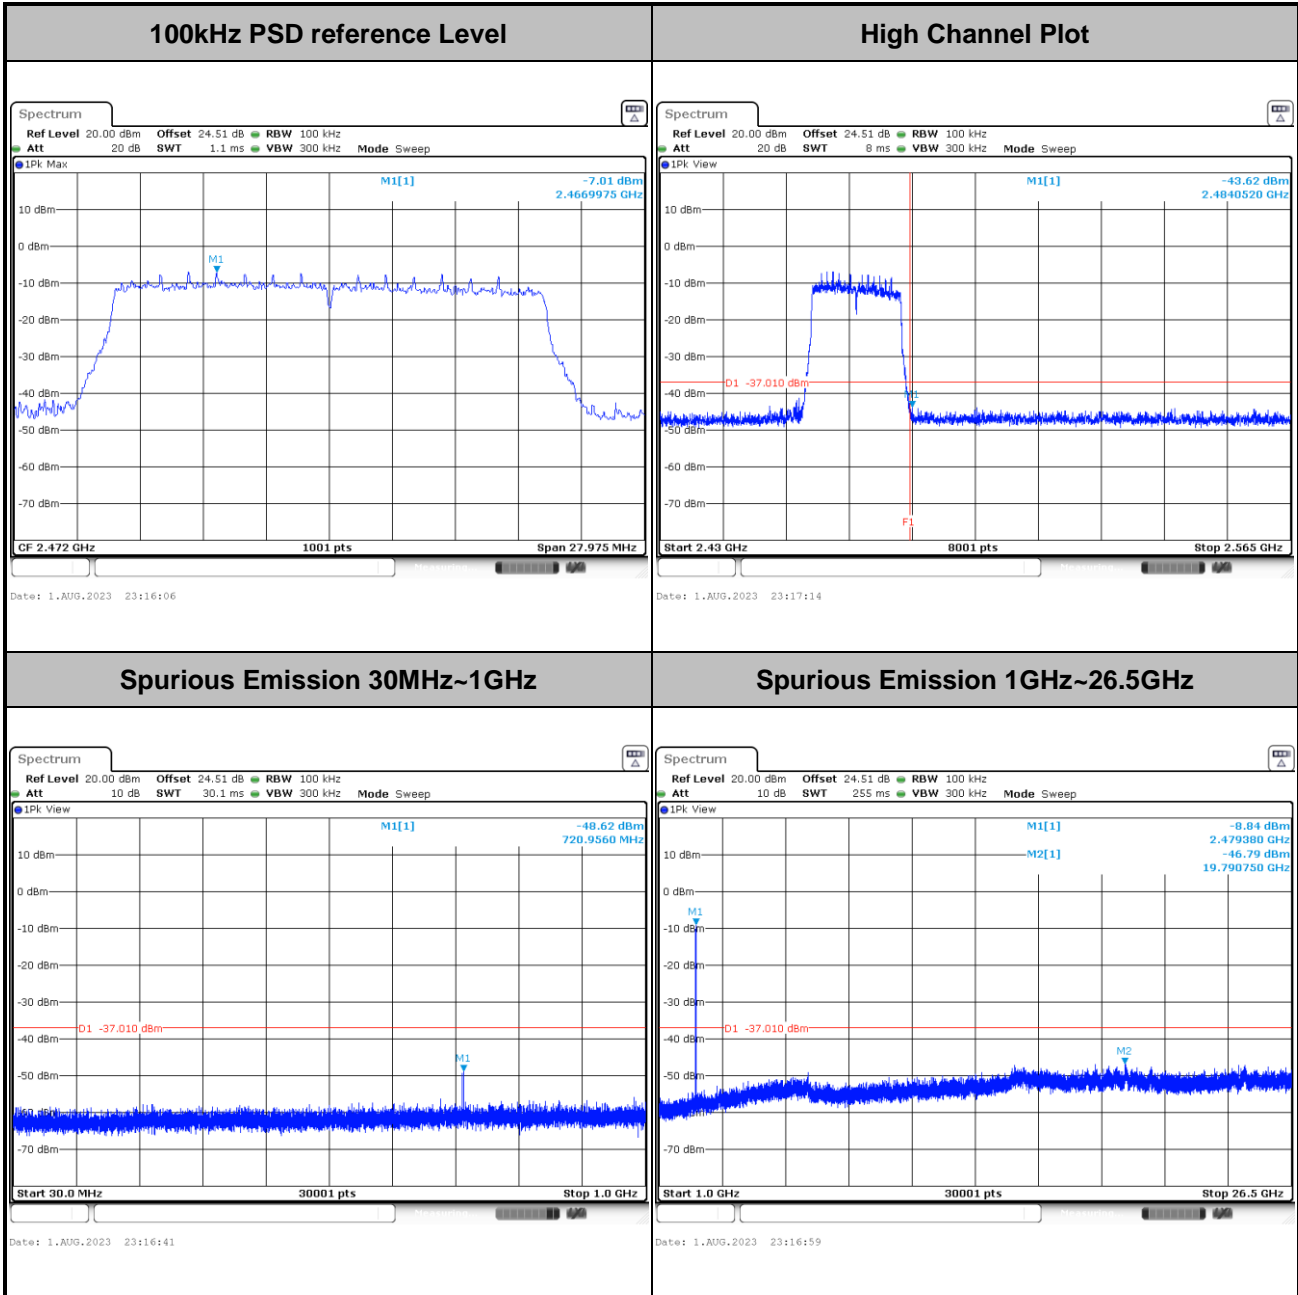 100kHz PSD reference Level
Spectrum
Ref Level 20.00 dBm Offset 24.51 dB RBW 100 kHz
Att 20 dB SWT 1.1 ms VBW 300 kHz Mode Sweep
1Pk Max
M1[1] -7.01 dBm
2.4669975 GHz
10 dBm
0 dBm
M1
-10 dBm
-20 dBm
-30 dBm
-40 dBm
-50 dBm
-60 dBm
-70 dBm
CF 2.472 GHz 1001 pts Span 27.975 MHz
Measuring
Date: 1.AUG.2023 23:16:06
High Channel Plot
Spectrum
Ref Level 20.00 dBm Offset 24.51 dB RBW 100 kHz
Att 20 dB SWT 8 ms VBW 300 kHz Mode Sweep
1Pk View
M1[1] -43.62 dBm
2.4840520 GHz
10 dBm
0 dBm
-10 dBm
-20 dBm
-30 dBm
D1 -37.010 dBm
-40 dBm
M1
-50 dBm
-60 dBm
-70 dBm
F1
Start 2.43 GHz 8001 pts Stop 2.565 GHz
Measuring
Date: 1.AUG.2023 23:17:14
Spurious Emission 30MHz~1GHz
Spectrum
Ref Level 20.00 dBm Offset 24.51 dB RBW 100 kHz
Att 10 dB SWT 30.1 ms VBW 300 kHz Mode Sweep
1Pk View
M1[1] -48.62 dBm
720.9560 MHz
10 dBm
0 dBm
-10 dBm
-20 dBm
-30 dBm
D1 -37.010 dBm
-40 dBm
M1
-50 dBm
-60 dBm
-70 dBm
Start 30.0 MHz 30001 pts Stop 1.0 GHz
Measuring
Date: 1.AUG.2023 23:16:41
Spurious Emission 1GHz~26.5GHz
Spectrum
Ref Level 20.00 dBm Offset 24.51 dB RBW 100 kHz
Att 10 dB SWT 255 ms VBW 300 kHz Mode Sweep
1Pk View
M1[1] -8.84 dBm
2.479380 GHz
10 dBm
M2[1] -46.79 dBm
19.790750 GHz
0 dBm
M1
-10 dBm
-20 dBm
-30 dBm
D1 -37.010 dBm
-40 dBm
M2
-50 dBm
-60 dBm
-70 dBm
Start 1.0 GHz 30001 pts Stop 26.5 GHz
Measuring
Date: 1.AUG.2023 23:16:59